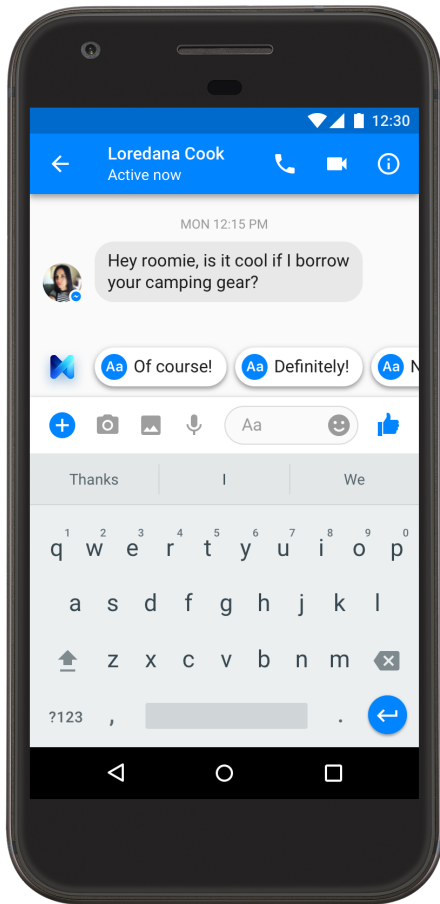 12:30
Loredana Cook
Active now
MON 12:15 PM
Hey roomie, is it cool if I borrow
your camping gear?
Aa Of course! Aa Definitely! Aa N
Aa
Thanks I We
1 2 3 4 5 6 7 8 9 0
q w e r t y u i o p
a s d f g h j k l
z x c v b n m
?123 , .